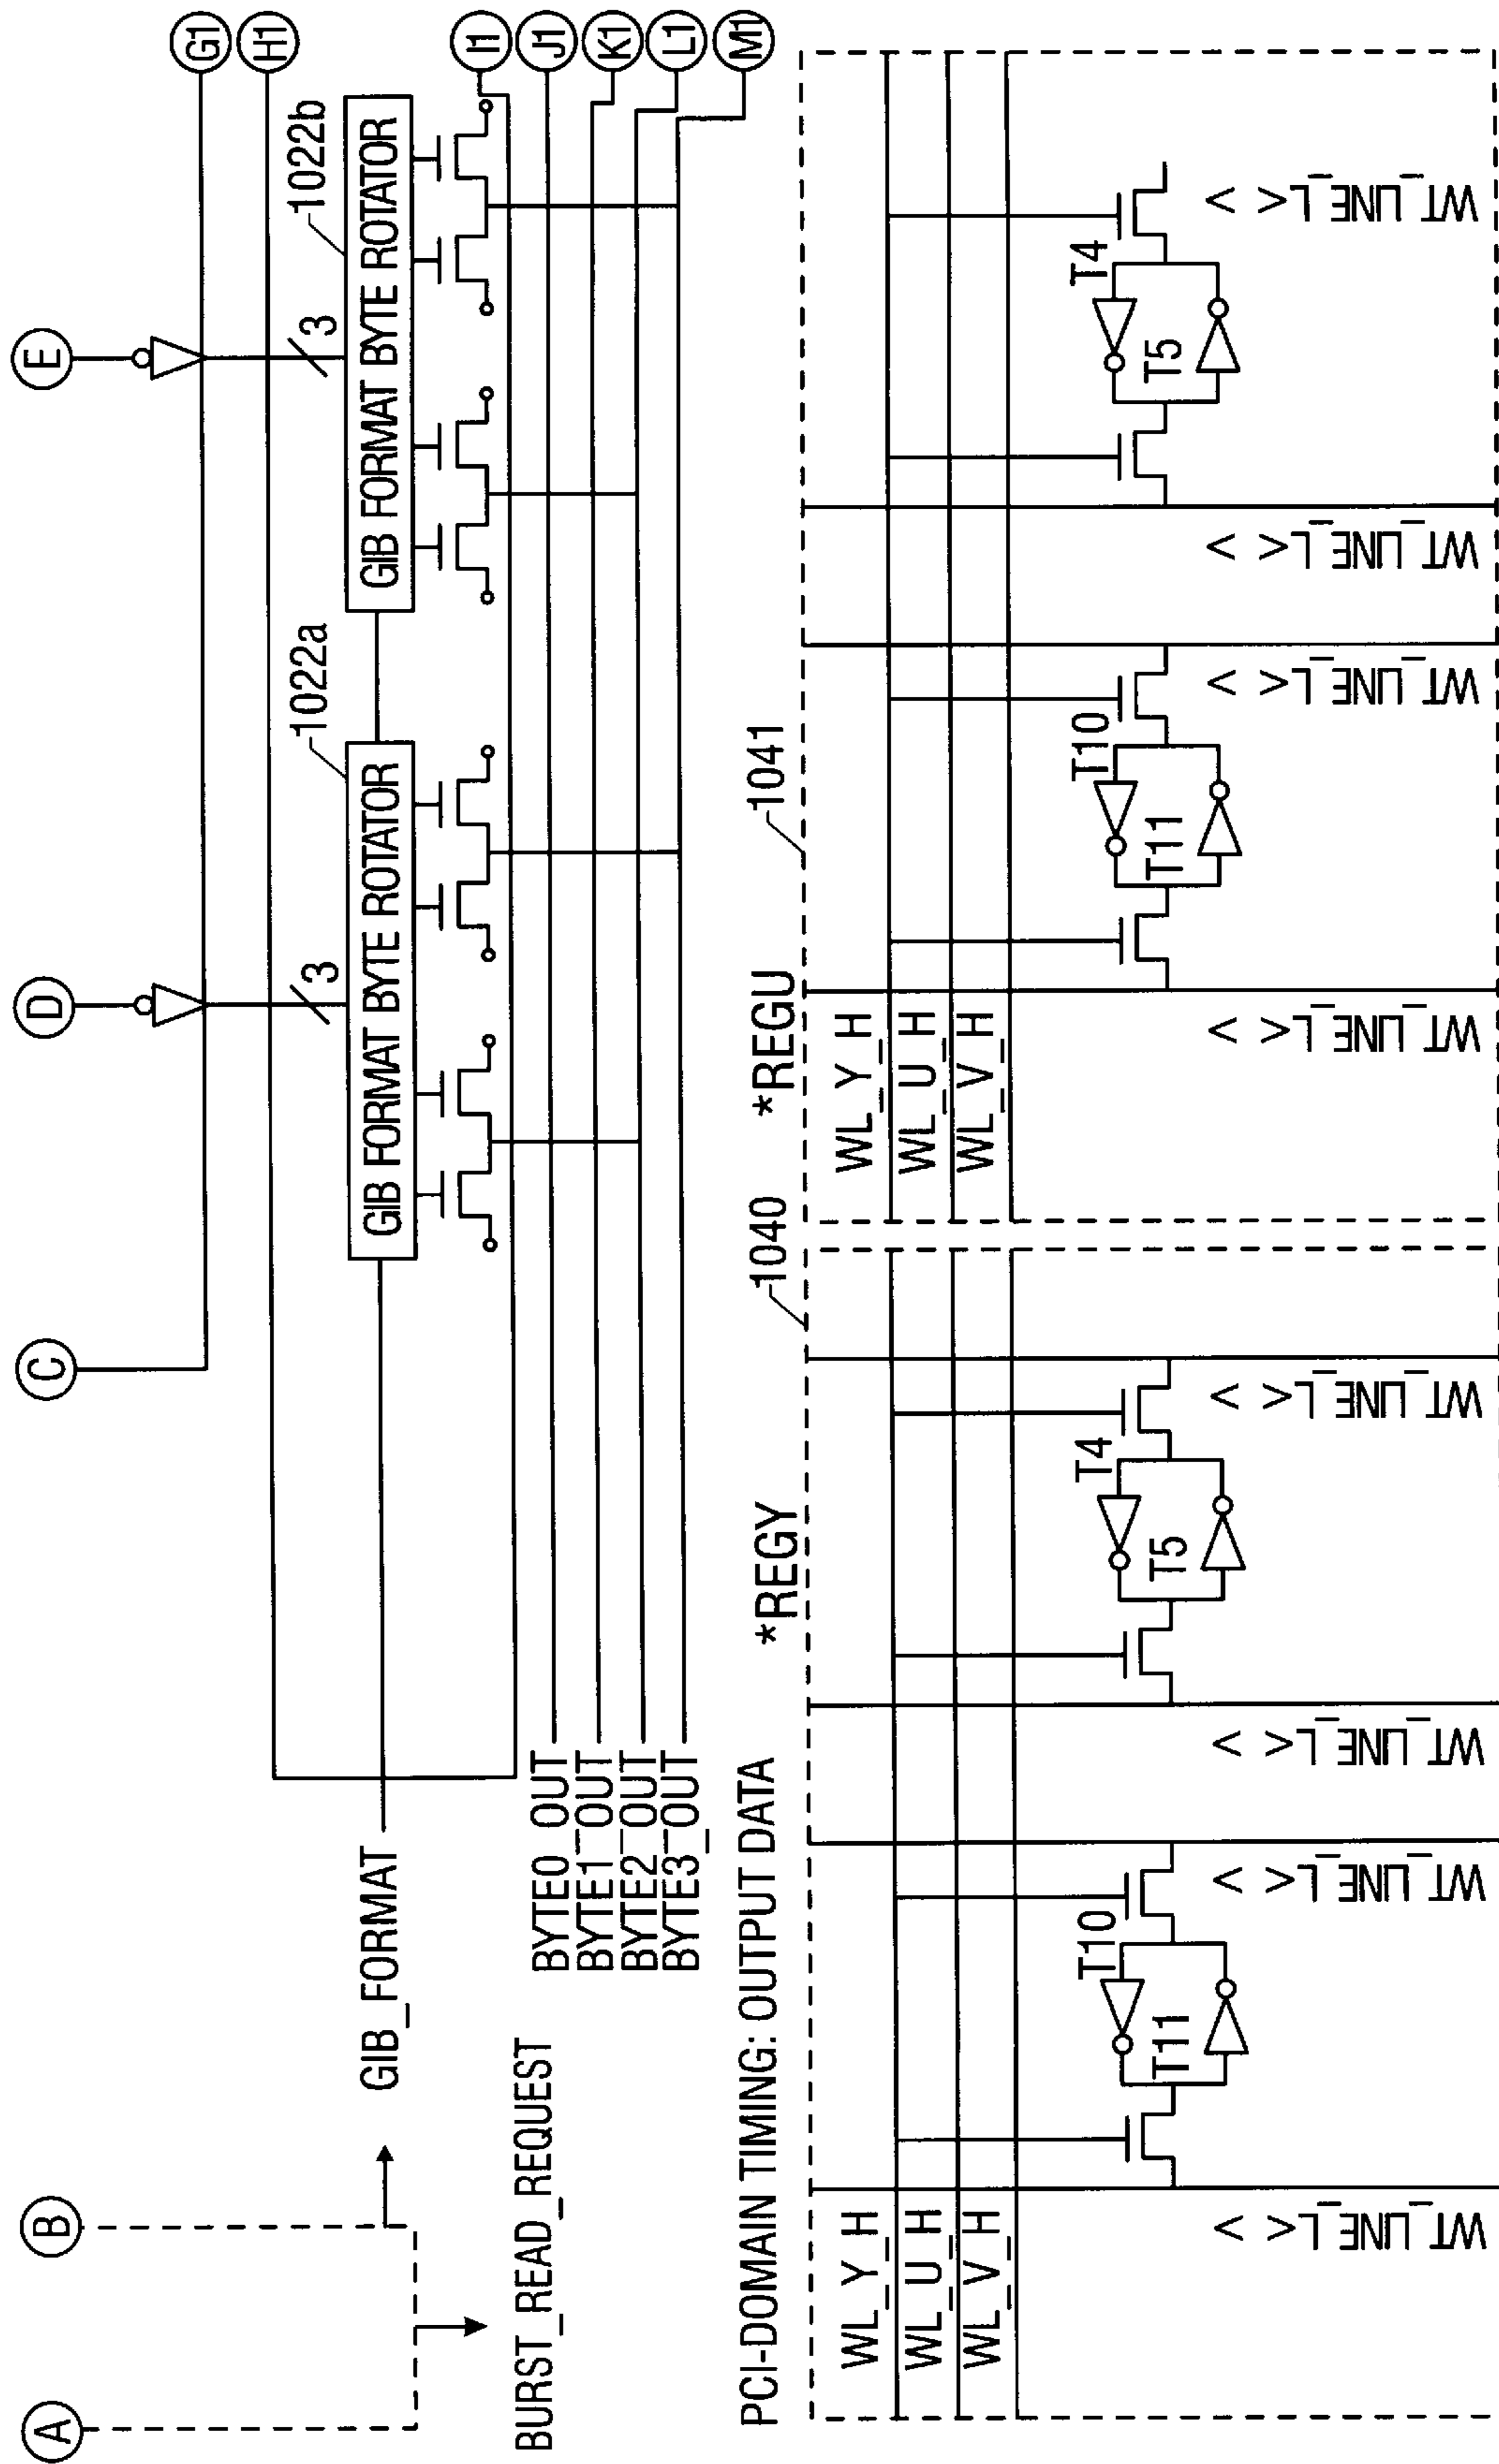 A
B
C
D
E
G1
H1
GIB_FORMAT
GIB FORMAT BYTE ROTATOR
1022a
3
GIB FORMAT BYTE ROTATOR
1022b
3
BURST_READ_REQUEST
BYTE0_OUT
BYTE1_OUT
BYTE2_OUT
BYTE3_OUT
I1
J1
K1
L1
M1
PCI-DOMAIN TIMING: OUTPUT DATA
*REGY
1040
*REGU
1041
WL_Y_H
WL_U_H
WL_V_H
T10
T11
T4
T5
WT_LINE_L< >
WT_LINE_L< >
WT_LINE_L< >
WT_LINE_L< >
WL_Y_H
WL_U_H
WL_V_H
T10
T11
T4
T5
WT_LINE_L< >
WT_LINE_L< >
WT_LINE_L< >
WT_LINE_L< >